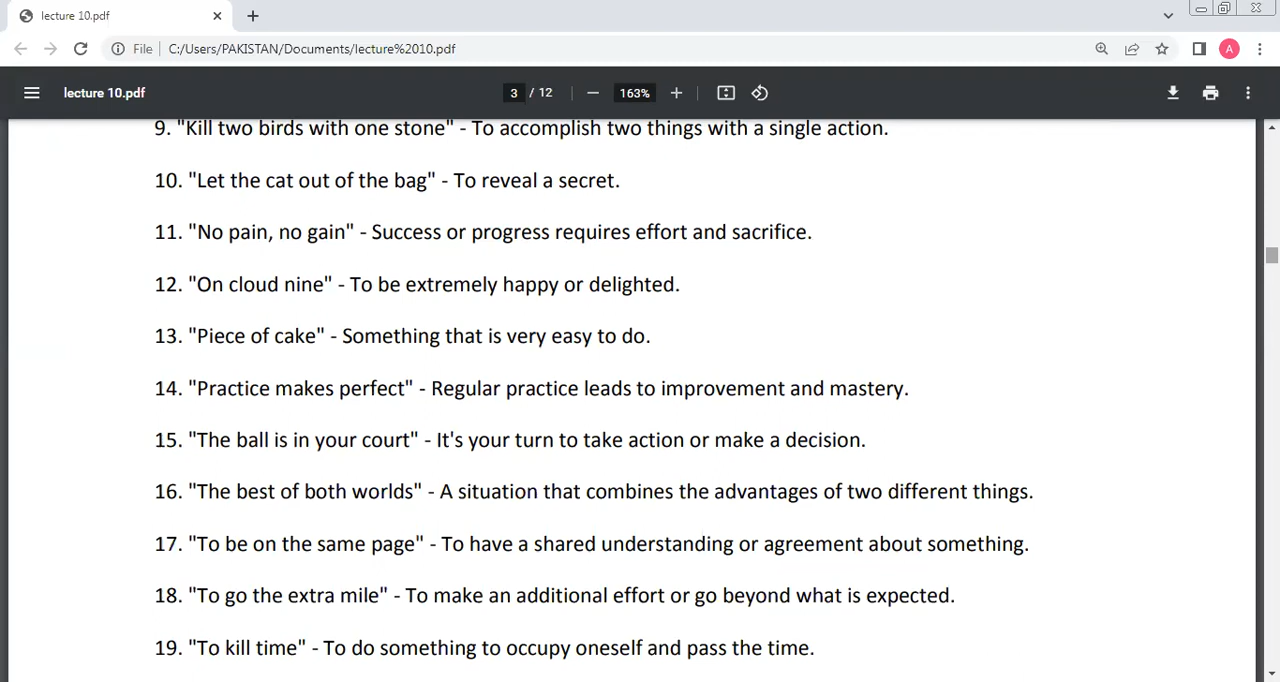 lecture 10.pdf
File
C:/Users/PAKISTAN/Documents/lecture%2010.pdf
A
lecture 10.pdf
3 / 12
163%
9. "Kill two birds with one stone" - To accomplish two things with a single action.
10. "Let the cat out of the bag" - To reveal a secret.
11. "No pain, no gain" - Success or progress requires effort and sacrifice.
12. "On cloud nine" - To be extremely happy or delighted.
13. "Piece of cake" - Something that is very easy to do.
14. "Practice makes perfect" - Regular practice leads to improvement and mastery.
15. "The ball is in your court" - It's your turn to take action or make a decision.
16. "The best of both worlds" - A situation that combines the advantages of two different things.
17. "To be on the same page" - To have a shared understanding or agreement about something.
18. "To go the extra mile" - To make an additional effort or go beyond what is expected.
19. "To kill time" - To do something to occupy oneself and pass the time.